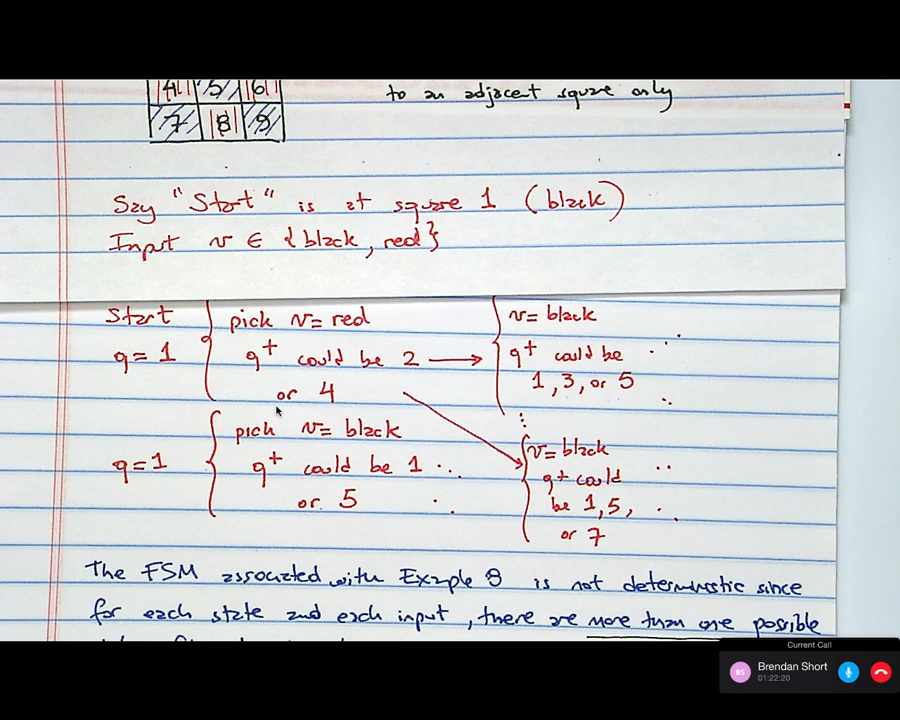 4 5 6
7 8 9
to an adjacent square only
Say "Start" is at square 1 (black)
Input v ∈ {black, red}
Start
q = 1
pick v = red
q⁺ could be 2 →
or 4
v = black
q⁺ could be
1, 3, or 5
q = 1
pick v = black
q⁺ could be 1
or 5
v = black
q⁺ could
be 1, 5,
or 7
The FSM associated with Example 8 is not deterministic since
for each state and each input, there are more than one possible
Current Call
BS
Brendan Short
01:22:20